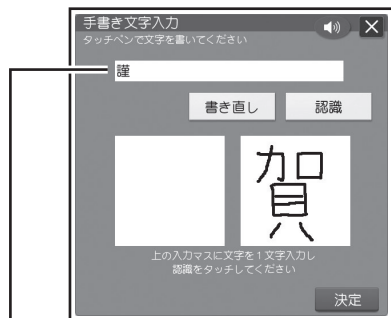 手書き文字入力
タッチペンで文字を書いてください
謹
書き直し
認識
賀
上の入力マスに文字を1文字入力し
認識をタッチしてください
決定